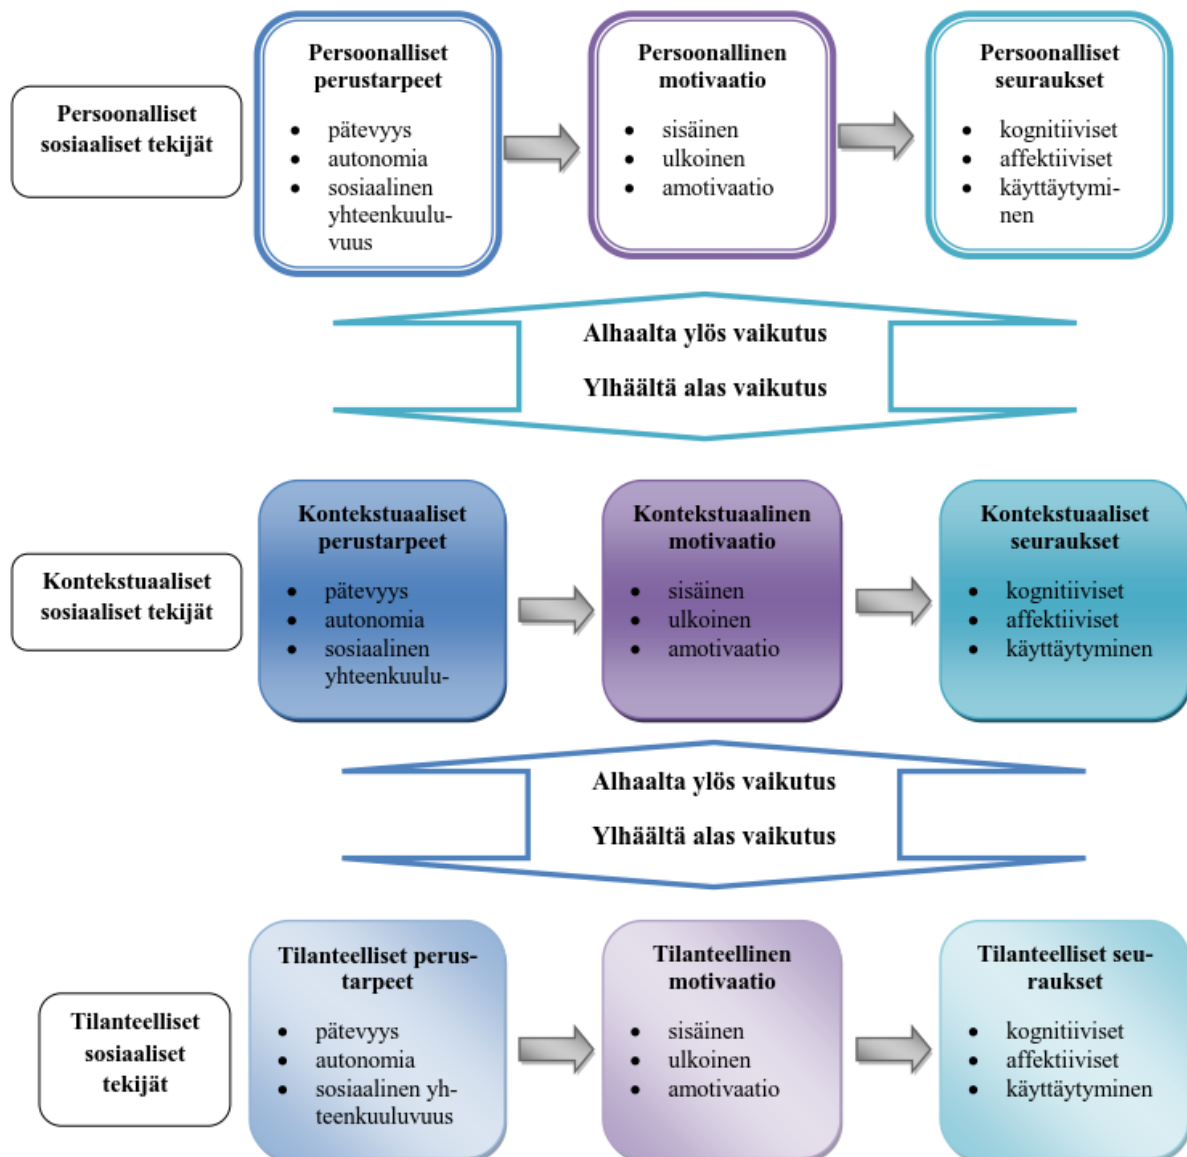 Persoonalliset
sosiaaliset tekijät
Persoonalliset
perustarpeet
• pätevyys
• autonomia
• sosiaalinen
yhteenkuulu-
vuus
Persoonallinen
motivaatio
• sisäinen
• ulkoinen
• amotivaatio
Persoonalliset
seuraukset
• kognitiiviset
• affektiiviset
• käyttäytymi-
nen
Alhaalta ylös vaikutus
Ylhäältä alas vaikutus
Kontekstuaaliset
sosiaaliset tekijät
Kontekstuaaliset
perustarpeet
• pätevyys
• autonomia
• sosiaalinen
yhteenkuulu-
Kontekstuaalinen
motivaatio
• sisäinen
• ulkoinen
• amotivaatio
Kontekstuaaliset
seuraukset
• kognitiiviset
• affektiiviset
• käyttäytyminen
Alhaalta ylös vaikutus
Ylhäältä alas vaikutus
Tilanteelliset
sosiaaliset
tekijät
Tilanteelliset perus-
tarpeet
• pätevyys
• autonomia
• sosiaalinen yh-
teenkuuluvuus
Tilanteellinen
motivaatio
• sisäinen
• ulkoinen
• amotivaatio
Tilanteelliset seu-
raukset
• kognitiiviset
• affektiiviset
• käyttäytyminen